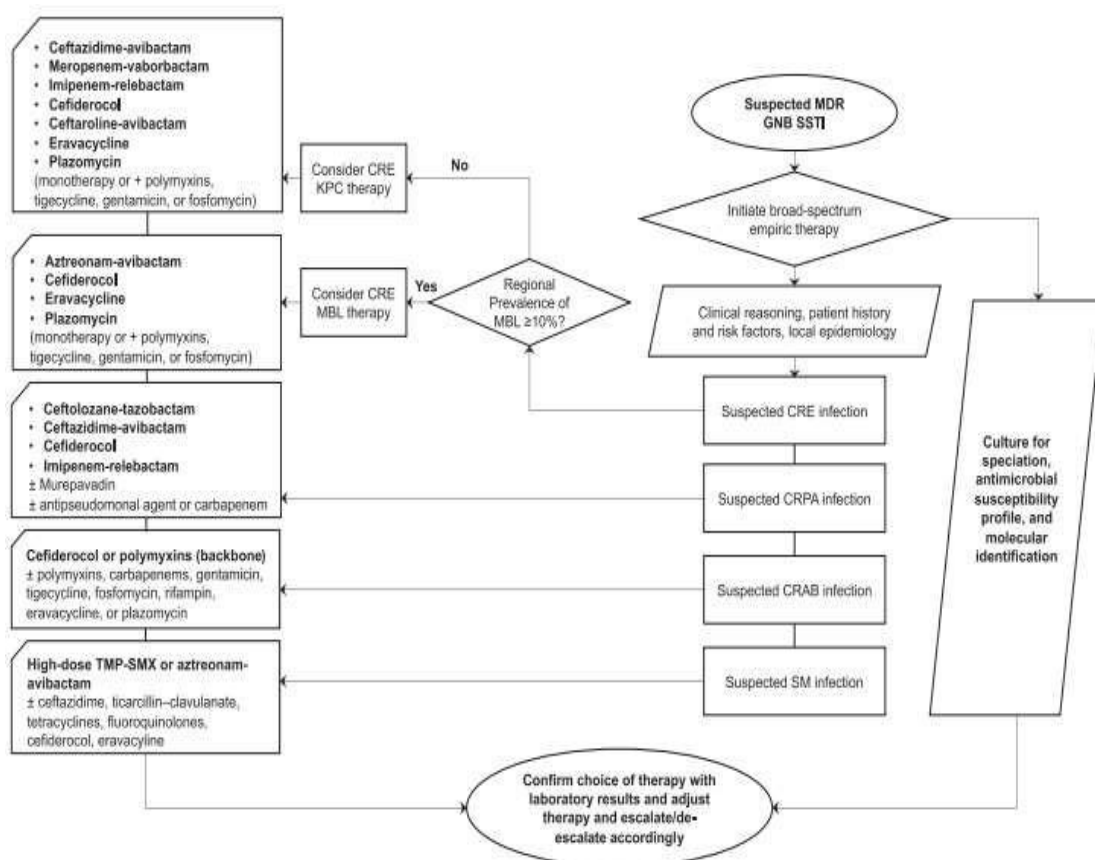 • Ceftazidime-avibactam
• Meropenem-vaborbactam
• Imipenem-relebactam
• Cefiderocol
• Ceftaroline-avibactam
• Eravacycline
• Plazomycin
(monotherapy or + polymyxins,
tigecycline, gentamicin, or fosfomycin)
Consider CRE
KPC therapy
No
Suspected MDR
GNB SSTI
Initiate broad-spectrum
empiric therapy
• Aztreonam-avibactam
• Cefiderocol
• Eravacycline
• Plazomycin
(monotherapy or + polymyxins,
tigecycline, gentamicin, or fosfomycin)
Consider CRE
MBL therapy
Yes
Regional
Prevalence of
MBL ≥10%?
Clinical reasoning, patient history
and risk factors, local epidemiology
• Ceftolozane-tazobactam
• Ceftazidime-avibactam
• Cefiderocol
• Imipenem-relebactam
± Murepavadin
± antipseudomonal agent or carbapenem
Suspected CRE infection
Suspected CRPA infection
Culture for
speciation,
antimicrobial
susceptibility
profile, and
molecular
identification
Cefiderocol or polymyxins (backbone)
± polymyxins, carbapenems, gentamicin,
tigecycline, fosfomycin, rifampin,
eravacycline, or plazomycin
Suspected CRAB infection
High-dose TMP-SMX or aztreonam-
avibactam
± ceftazidime, ticarcillin–clavulanate,
tetracyclines, fluoroquinolones,
cefiderocol, eravacyline
Suspected SM infection
Confirm choice of therapy with
laboratory results and adjust
therapy and escalate/de-
escalate accordingly